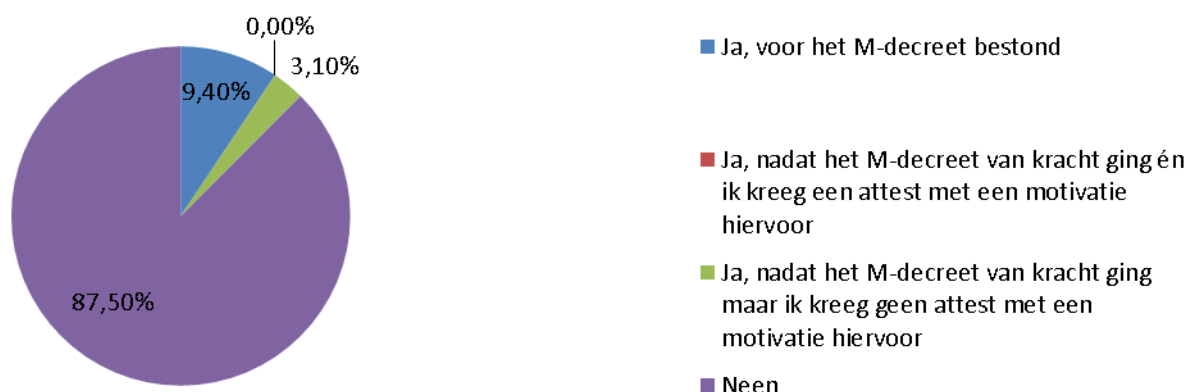 0,00%
3,10%
9,40%
87,50%
Ja, voor het M-decreet bestond
Ja, nadat het M-decreet van kracht ging én
ik kreeg een attest met een motivatie
hiervoor
Ja, nadat het M-decreet van kracht ging
maar ik kreeg geen attest met een
motivatie hiervoor
Neen